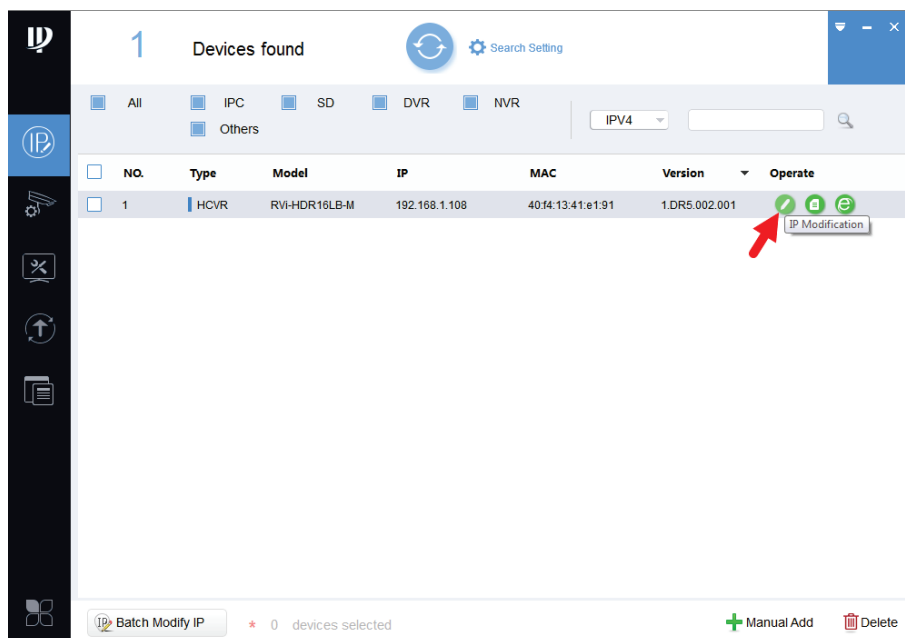 1 Devices found Search Setting
All IPC SD DVR NVR
Others
IPV4
IP
NO. Type Model IP MAC Version Operate
1 HCVR RVi-HDR16LB-M 192.168.1.108 40:f4:13:41:e1:91 1.DR5.002.001
IP Modification
IP Batch Modify IP * 0 devices selected Manual Add Delete